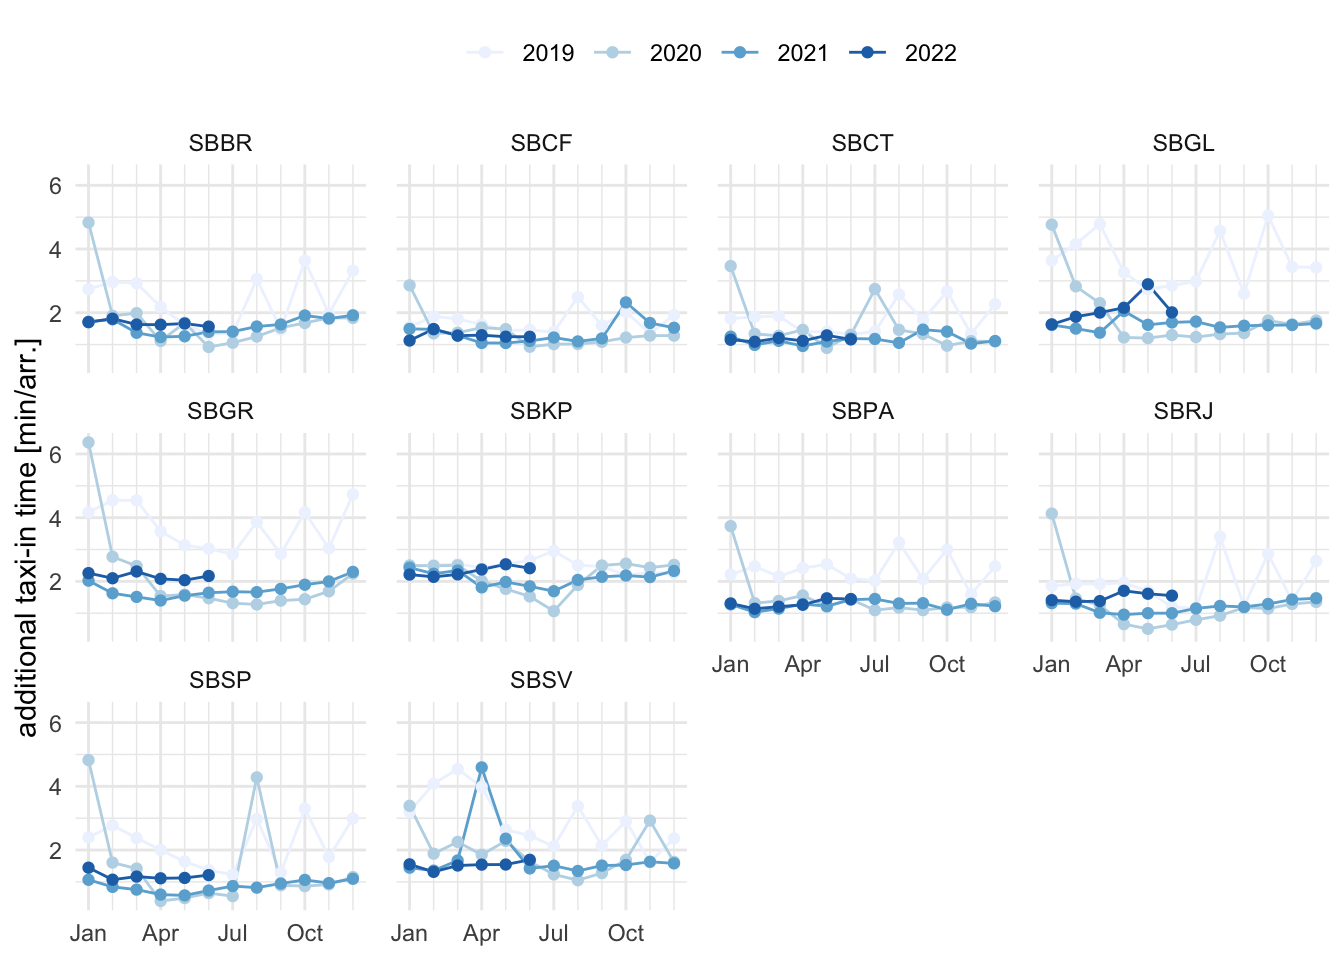 2019 2020 2021 2022
SBBR SBCF SBCT SBGL
6
4
2
SBGR SBKP SBPA SBRJ
6
4
2
Jan Apr Jul Oct Jan Apr Jul Oct
SBSP SBSV
6
4
2
Jan Apr Jul Oct Jan Apr Jul Oct
additional taxi-in time [min/arr.]